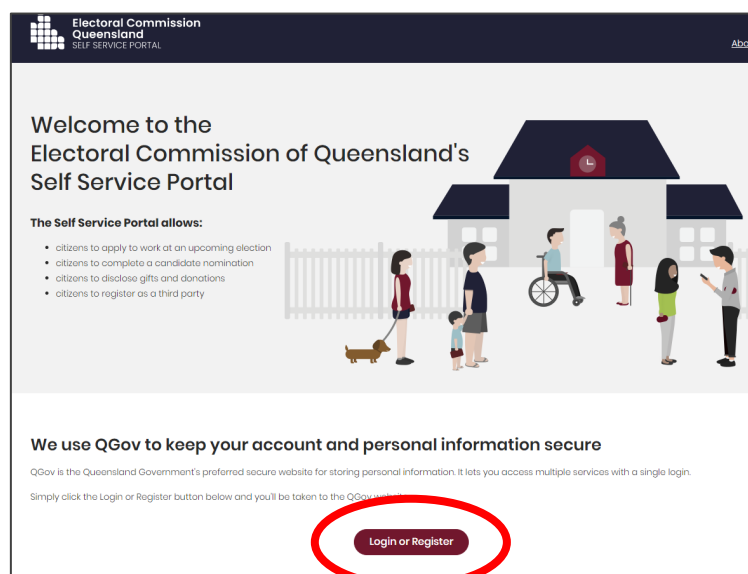 Electoral Commission
Queensland
SELF SERVICE PORTAL
Abo
Welcome to the
Electoral Commission of Queensland's
Self Service Portal
The Self Service Portal allows:
citizens to apply to work at an upcoming election
citizens to complete a candidate nomination
citizens to disclose gifts and donations
citizens to register as a third party
We use QGov to keep your account and personal information secure
QGov is the Queensland Government's preferred secure website for storing personal information. It lets you access multiple services with a single login.
Simply click the Login or Register button below and you'll be taken to the QGov website
Login or Register